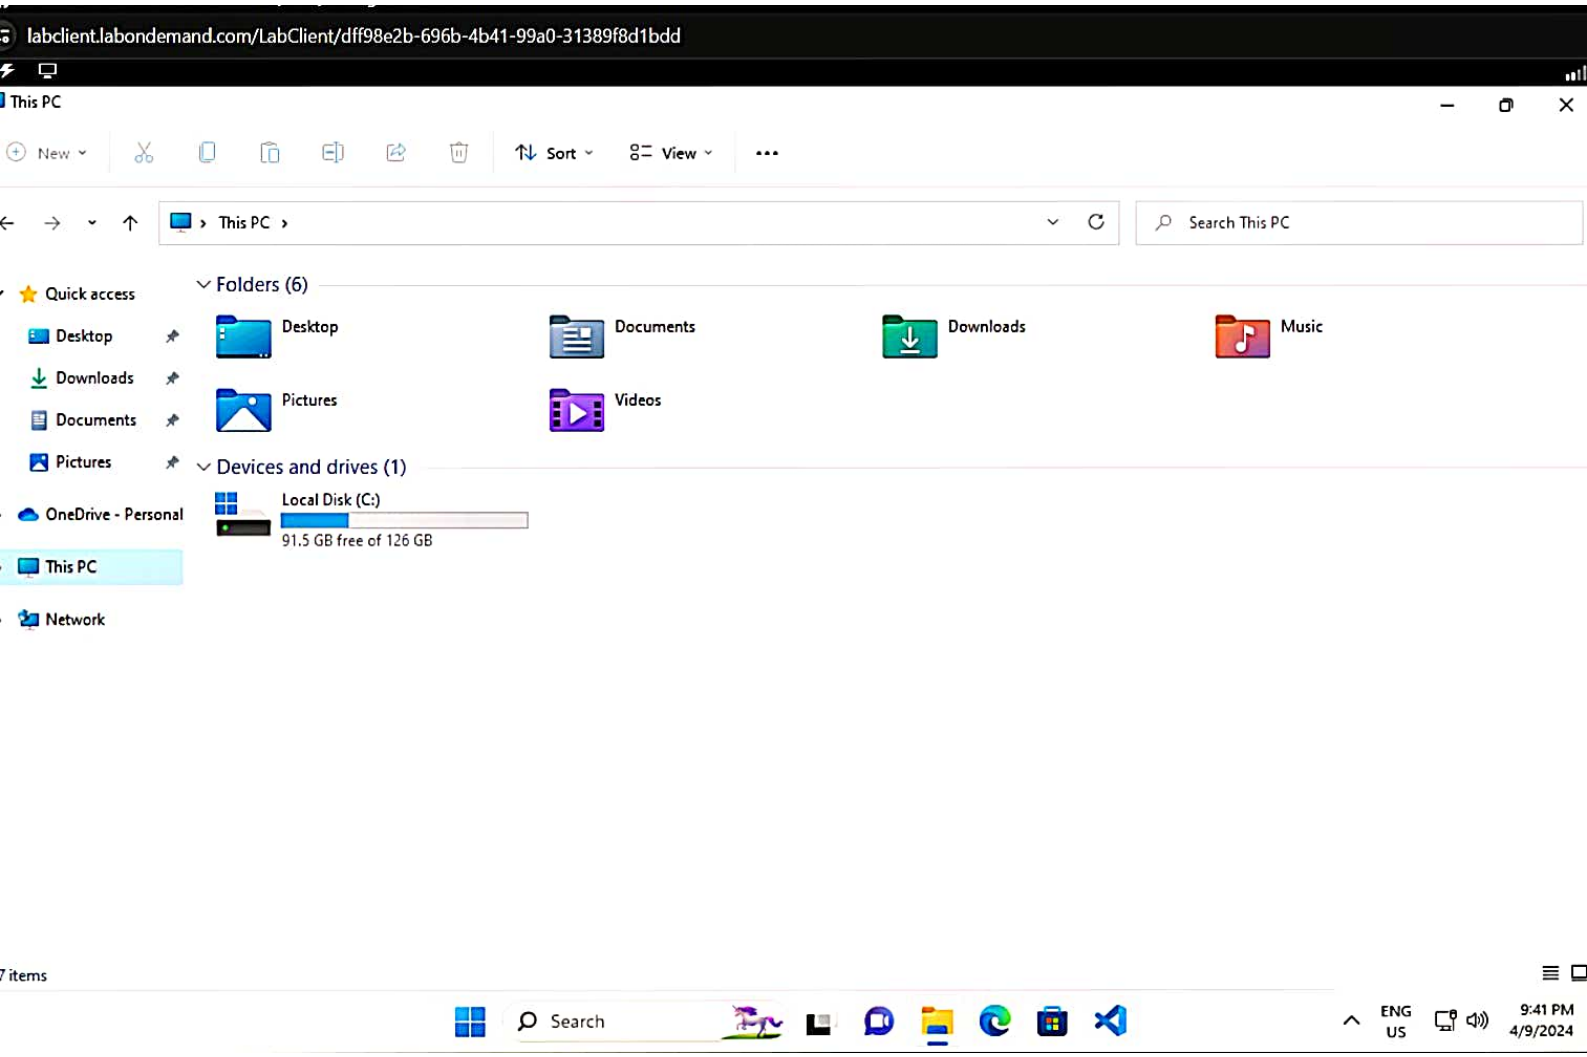 labclient.labondemand.com/LabClient/dff98e2b-696b-4b41-99a0-31389f8d1bdd
This PC
New
Sort
View
This PC
Search This PC
Quick access
Desktop
Downloads
Documents
Pictures
OneDrive - Personal
This PC
Network
Folders (6)
Desktop
Documents
Downloads
Music
Pictures
Videos
Devices and drives (1)
Local Disk (C:)
91.5 GB free of 126 GB
7 items
Search
ENG
US
9:41 PM
4/9/2024